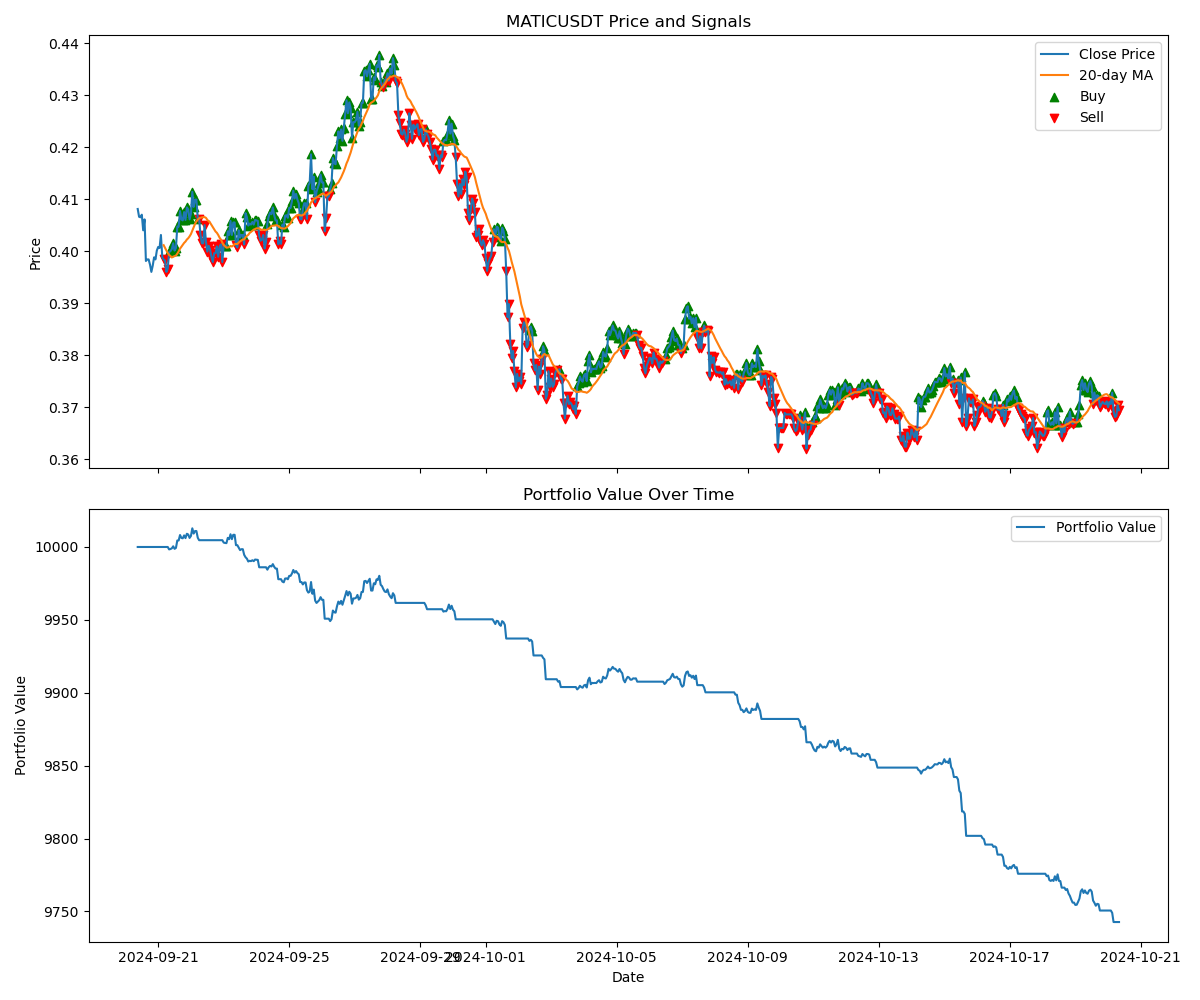 MATICUSDT Price and Signals
Price
0.44
0.43
0.42
0.41
0.40
0.39
0.38
0.37
0.36
Close Price
20-day MA
Buy
Sell
Portfolio Value Over Time
Portfolio Value
10000
9950
9900
9850
9800
9750
Portfolio Value
2024-09-21
2024-09-25
2024-09-29
2024-10-01
2024-10-05
2024-10-09
2024-10-13
2024-10-17
2024-10-21
Date